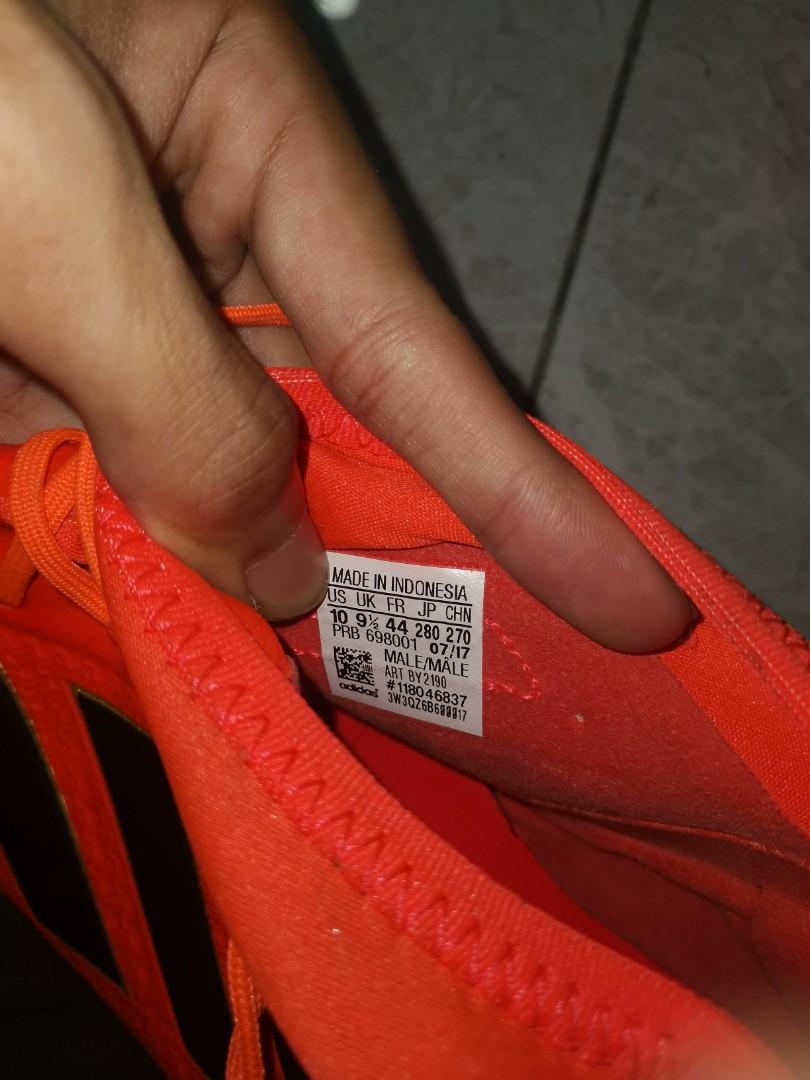 MADE IN INDONESIA
US UK FR JP CHN
10 9½ 44 280 270
PRB 698001 07/17
MALE/MÂLE
ART BY2190
#118046837
adidas